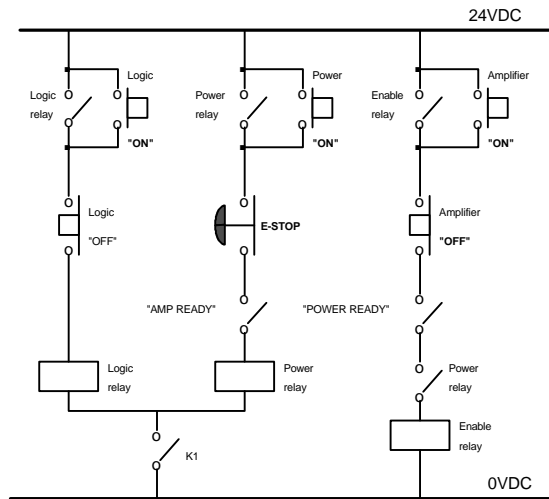 24VDC
Logic
Power
Amplifier
Logic
relay
Power
relay
Enable
relay
"ON"
"ON"
"ON"
Logic
"OFF"
E-STOP
Amplifier
"OFF"
"AMP READY"
"POWER READY"
Logic
relay
Power
relay
Power
relay
Enable
relay
K1
0VDC